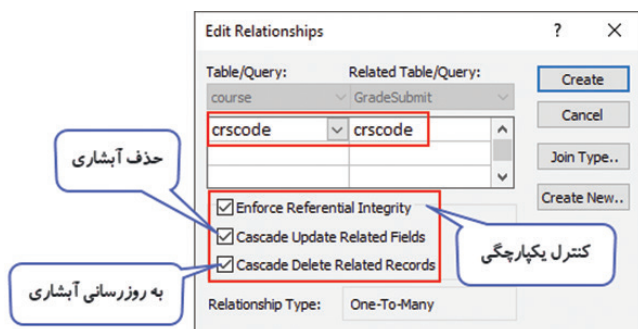 Edit Relationships ? X
Table/Query: Related Table/Query:
course GradeSubmit
crscode crscode
Create
Cancel
Join Type..
Create New..
Enforce Referential Integrity
Cascade Update Related Fields
Cascade Delete Related Records
Relationship Type: One-To-Many
حذف آبشاری
به روزرسانی آبشاری
کنترل یکپارچگی